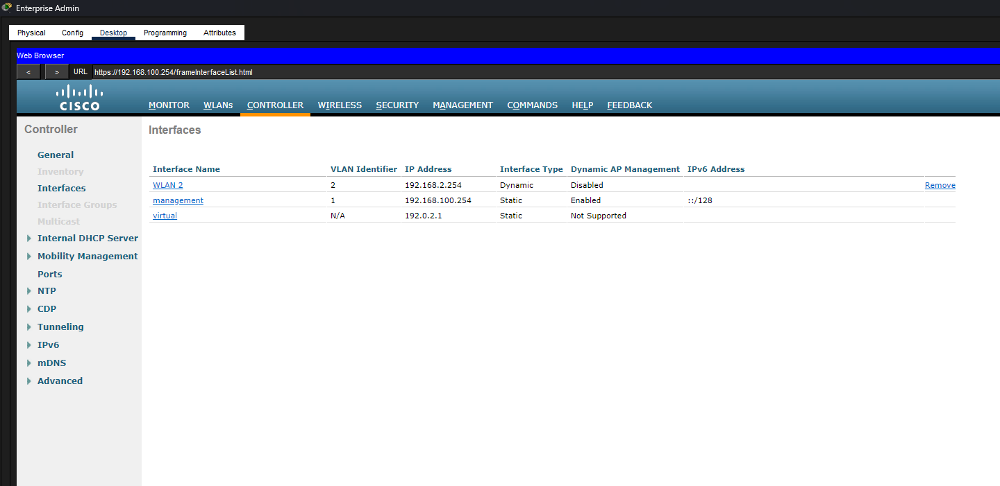 Enterprise Admin
Physical Config Desktop Programming Attributes
Web Browser
< > URL https://192.168.100.254/frameInterfaceList.html
CISCO
MONITOR WLANs CONTROLLER WIRELESS SECURITY MANAGEMENT COMMANDS HELP FEEDBACK
Controller
General
Inventory
Interfaces
Interface Groups
Multicast
Internal DHCP Server
Mobility Management
Ports
NTP
CDP
Tunneling
IPv6
mDNS
Advanced
Interfaces
Interface Name VLAN Identifier IP Address Interface Type Dynamic AP Management IPv6 Address
WLAN 2 2 192.168.2.254 Dynamic Disabled Remove
management 1 192.168.100.254 Static Enabled ::/128
virtual N/A 192.0.2.1 Static Not Supported